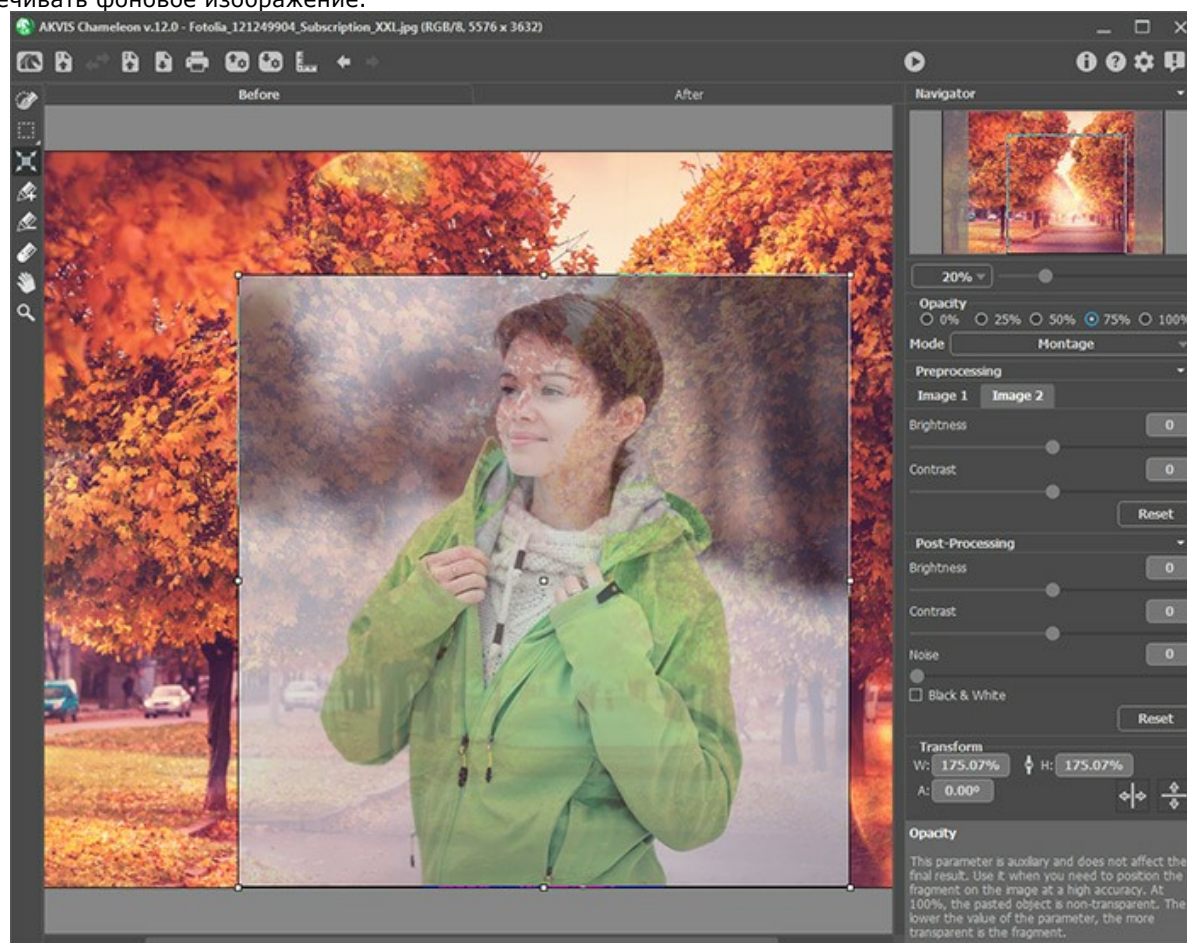 фоновое изображение.
AKVIS Chameleon v.12.0 - Fotolia_121249904_Subscription_XXL.jpg (RGB/8, 5576 x 3632)
Before After Navigator
20%
Opacity
0% 25% 50% 75% 100%
Mode Montage
Preprocessing
Image 1 Image 2
Brightness 0
Contrast 0
Reset
Post-Processing
Brightness 0
Contrast 0
Noise 0
Black & White
Reset
Transform
W: 175.07% H: 175.07%
A: 0.00º
Opacity
This parameter is auxiliary and does not affect the
final result. Use it when you need to position the
fragment on the image at a high accuracy. At
100%, the pasted object is non-transparent. The
lower the value of the parameter, the more
transparent is the fragment.